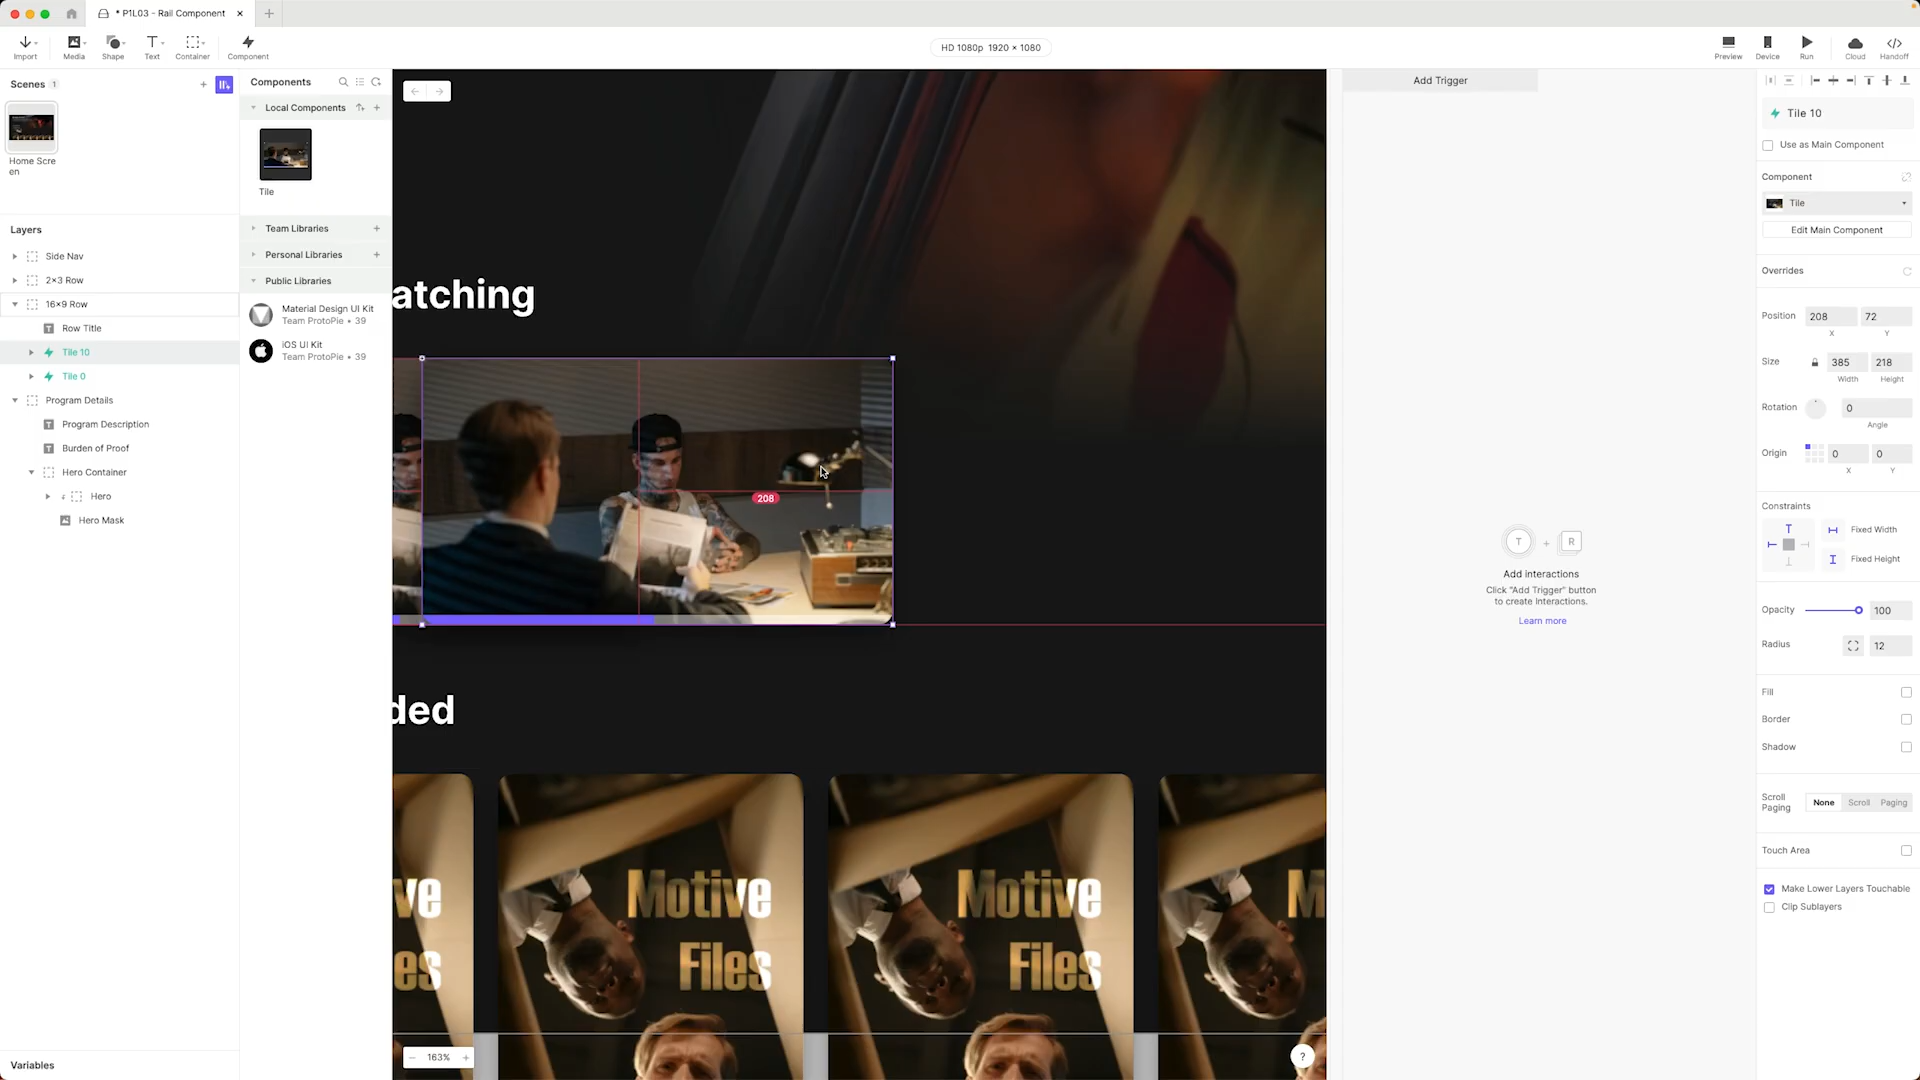 * P1L03 - Rail Component
Import
Media
Shape
Text
Container
Component
HD 1080p 1920 × 1080
Preview
Device
Run
Cloud
Handoff
Scenes 1
Home Scre
en
Layers
Side Nav
2×3 Row
16×9 Row
Row Title
Tile 10
Tile 0
Program Details
Program Description
Burden of Proof
Hero Container
Hero
Hero Mask
Variables
Components
Local Components
Tile
Team Libraries
Personal Libraries
Public Libraries
Material Design UI Kit
Team ProtoPie • 39
iOS UI Kit
Team ProtoPie • 39
atching
208
ded
ve
es
Motive
Files
Motive
Files
M
163%
?
Add Trigger
T + R
Add interactions
Click "Add Trigger" button
to create Interactions.
Learn more
Tile 10
Use as Main Component
Component
Tile
Edit Main Component
Overrides
Position 208 72
X Y
Size 385 218
Width Height
Rotation 0
Angle
Origin 0 0
X Y
Constraints
Fixed Width
Fixed Height
Opacity 100
Radius 12
Fill
Border
Shadow
Scroll
Paging
None Scroll Paging
Touch Area
Make Lower Layers Touchable
Clip Sublayers